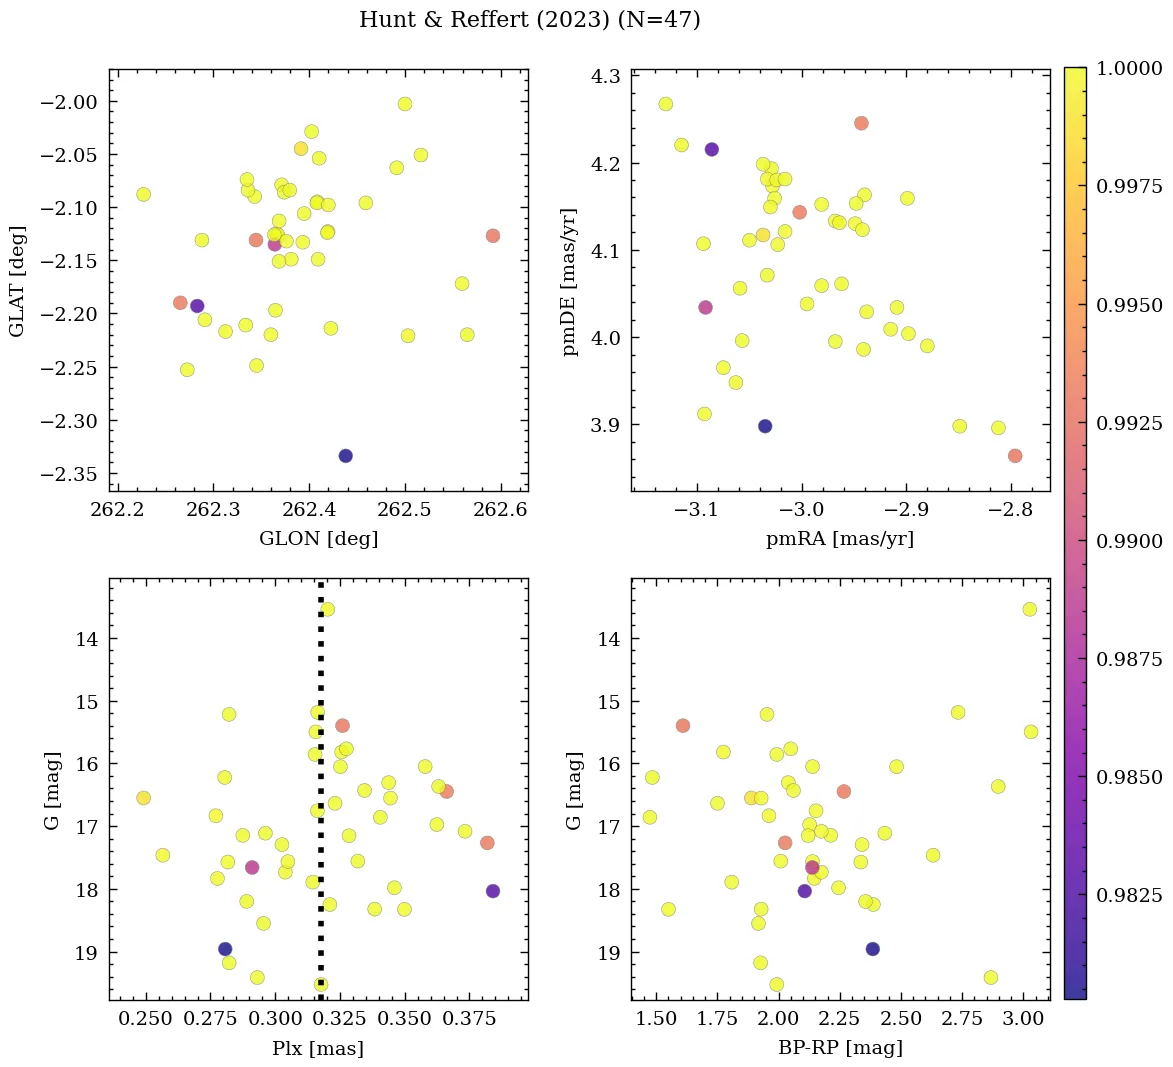 Hunt & Reffert (2023) (N=47)
−2.00
−2.05
−2.10
−2.15
−2.20
−2.25
−2.30
−2.35
GLAT [deg]
262.2 262.3 262.4 262.5 262.6
GLON [deg]
4.3
4.2
4.1
4.0
3.9
pmDE [mas/yr]
−3.1 −3.0 −2.9 −2.8
pmRA [mas/yr]
14
15
16
17
18
19
G [mag]
0.250 0.275 0.300 0.325 0.350 0.375
Plx [mas]
14
15
16
17
18
19
G [mag]
1.50 1.75 2.00 2.25 2.50 2.75 3.00
BP-RP [mag]
1.0000
0.9975
0.9950
0.9925
0.9900
0.9875
0.9850
0.9825